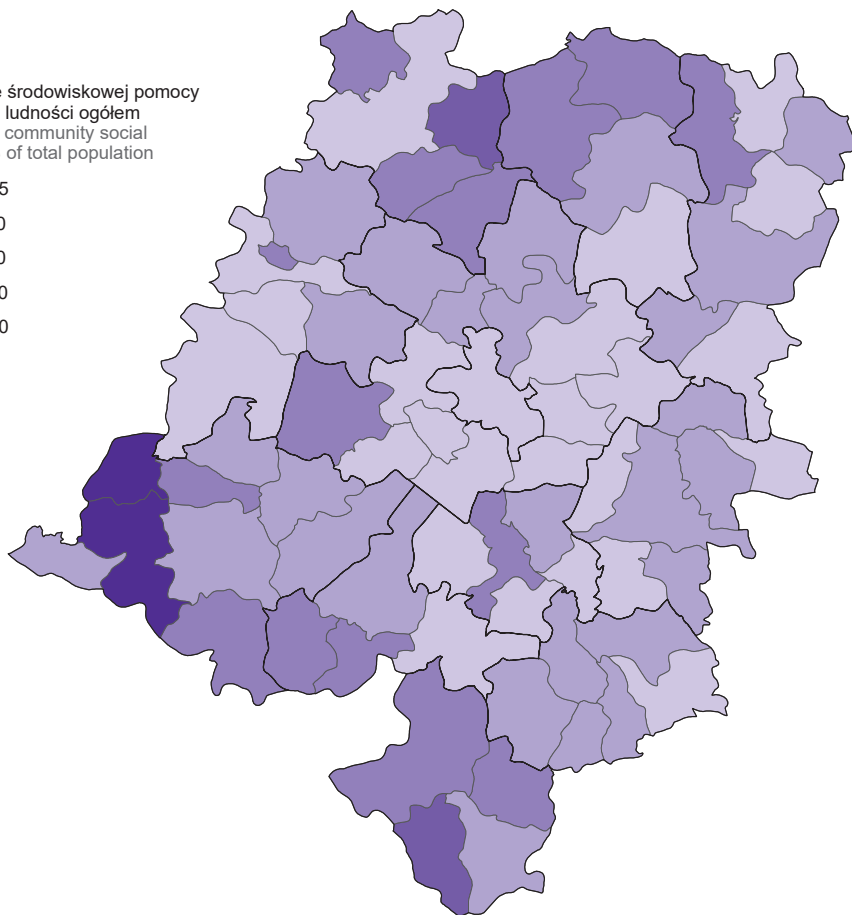 środowiskowej pomocy
ludności ogółem
community social
of total population
5
0
0
0
0